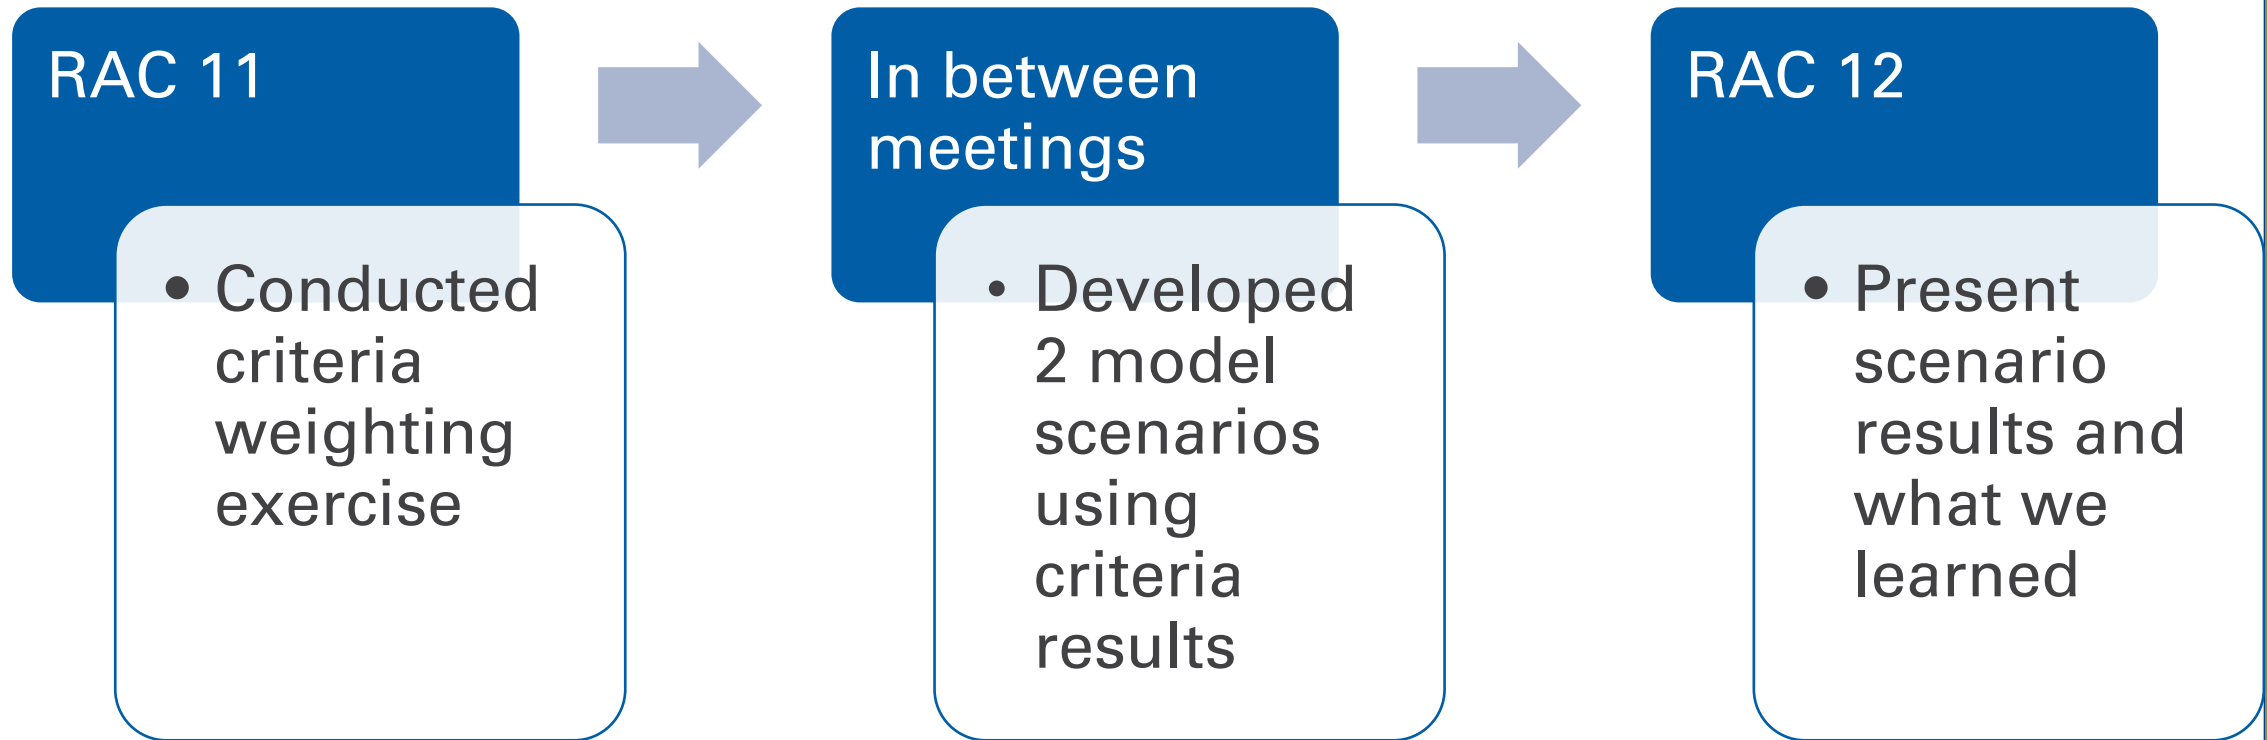 RAC 11
• Conducted
criteria
weighting
exercise
In between
meetings
• Developed
2 model
scenarios
using
criteria
results
RAC 12
• Present
scenario
results and
what we
learned